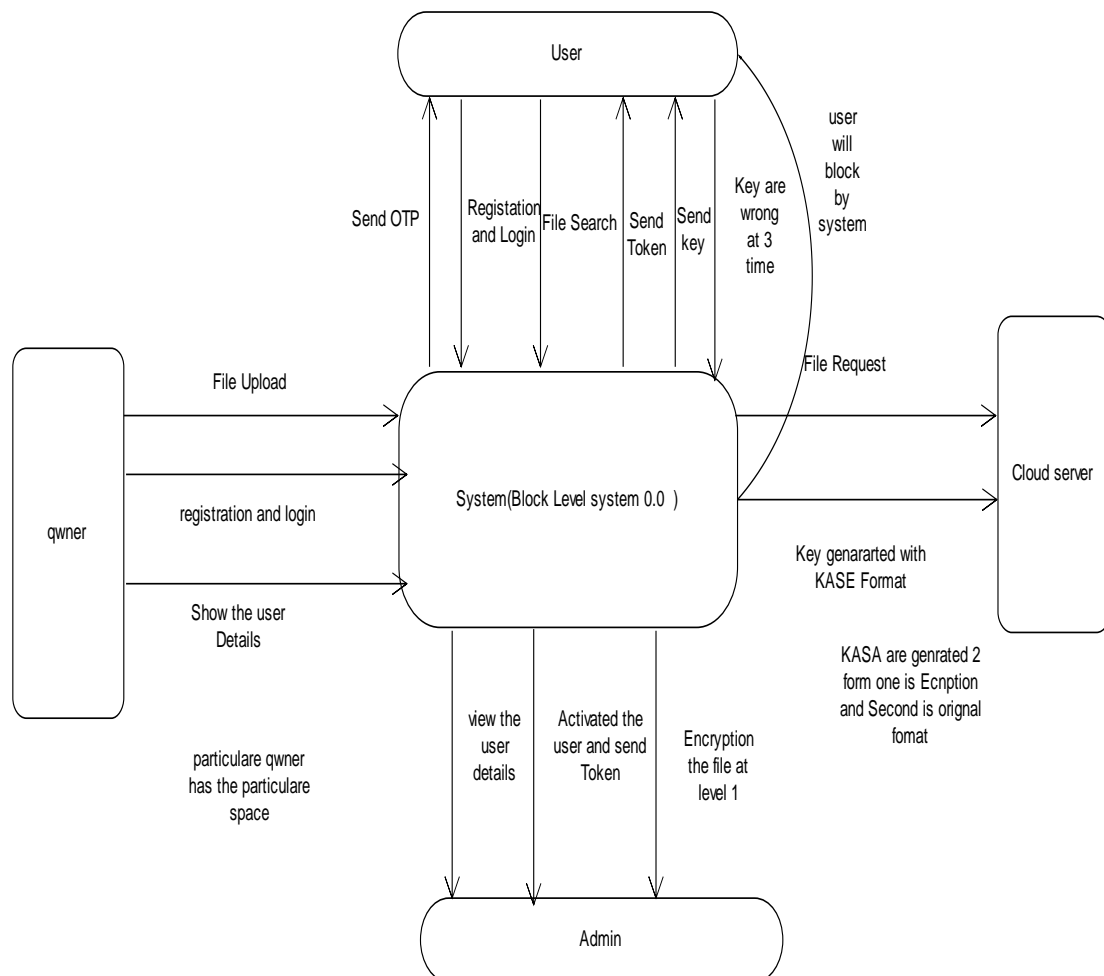 User
Send OTP
Registation
and Login
File Search
Send
Token
Send
key
Key are
wrong
at 3
time
user
will
block
by
system
File Upload
registration and login
Show the user
Details
qwner
particulare qwner
has the particulare
space
System(Block Level system 0.0 )
File Request
Key genararted with
KASE Format
Cloud server
KASA are genrated 2
form one is Ecnption
and Second is orignal
fomat
view the
user
details
Activated the
user and send
Token
Encryption
the file at
level 1
Admin